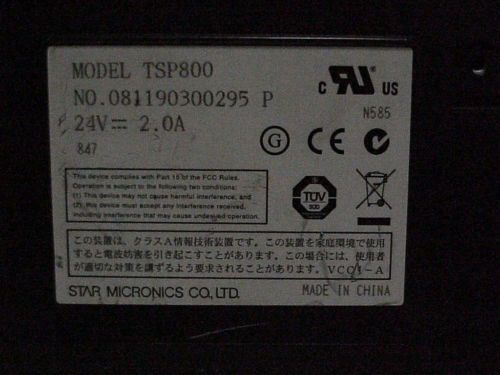 MODEL TSP800
NO.081190300295 P
24V⎓ 2.0A
847
C RU US
N585
G CE
This device complies with Part 15 of the FCC Rules.
Operation is subject to the following two conditions:
(1) This device may not cause harmful interference, and
(2) this device must accept any interference received,
including interference that may cause undesired operation.
TÜV
この装置は、クラスA情報技術装置です。この装置を家庭環境で使用
すると電波妨害を引き起こすことがあります。この場合には、使用者
が適切な対策を講ずるよう要求されることがあります。VCCI-A
STAR MICRONICS CO.,LTD.
MADE IN CHINA